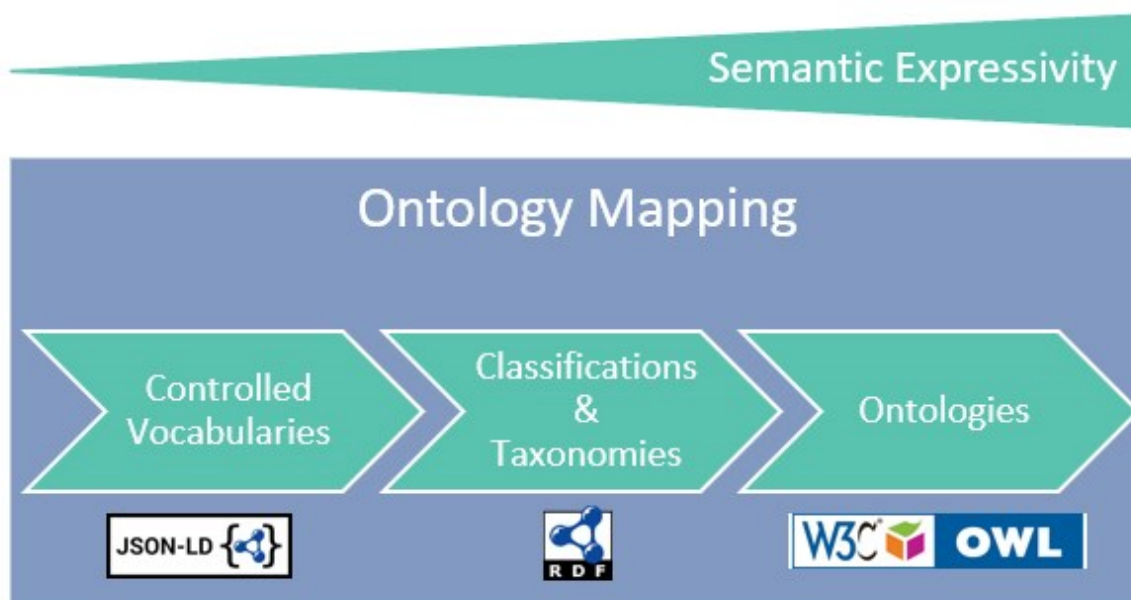 Semantic Expressivity
Ontology Mapping
Controlled
Vocabularies
Classifications
&
Taxonomies
Ontologies
JSON-LD
RDF
W3C OWL